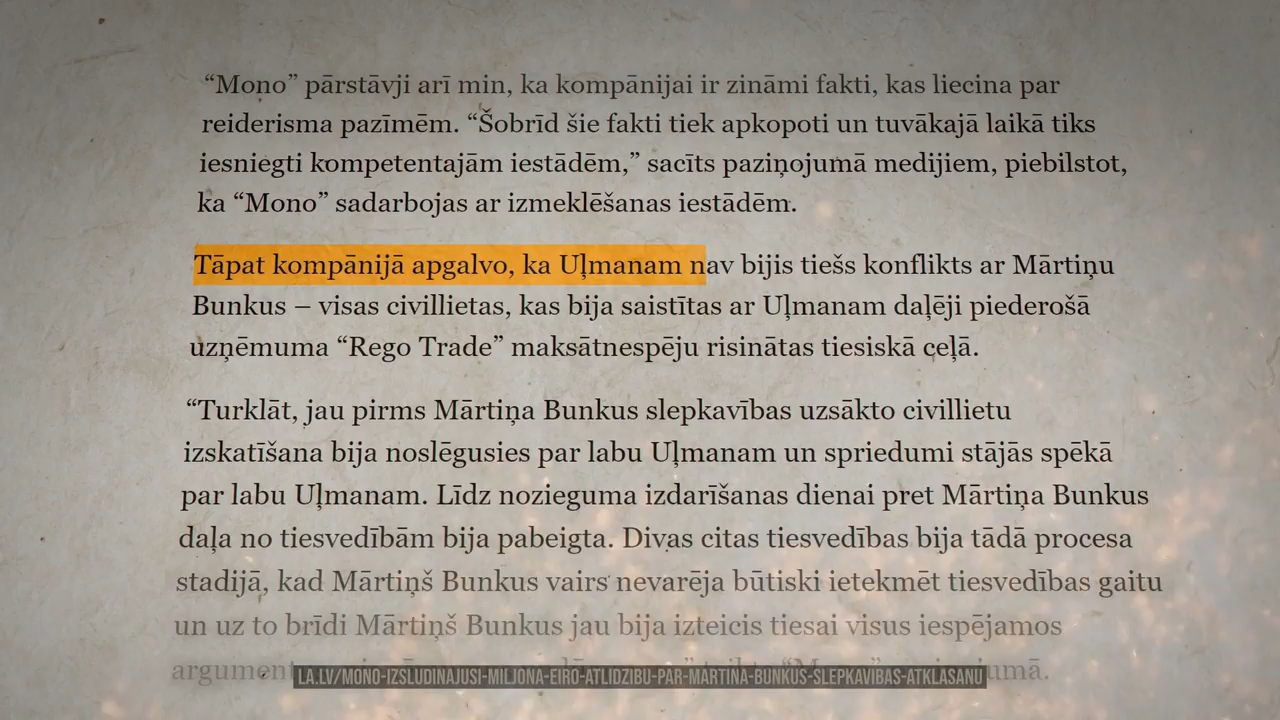 “Mono” pārstāvji arī min, ka kompānijai ir zināmi fakti, kas liecina par
reiderisma pazīmēm. “Šobrīd šie fakti tiek apkopoti un tuvākajā laikā tiks
iesniegti kompetentajām iestādēm,” sacīts paziņojumā medijiem, piebilstot,
ka “Mono” sadarbojas ar izmeklēšanas iestādēm.
Tāpat kompānijā apgalvo, ka Uļmanam nav bijis tiešs konflikts ar Mārtiņu
Bunkus – visas civillietas, kas bija saistītas ar Uļmanam daļēji piederošā
uzņēmuma “Rego Trade” maksātnespēju risinātas tiesiskā ceļā.
“Turklāt, jau pirms Mārtiņa Bunkus slepkavības uzsākto civillietu
izskatīšana bija noslēgusies par labu Uļmanam un spriedumi stājās spēkā
par labu Uļmanam. Līdz nozieguma izdarīšanas dienai pret Mārtiņa Bunkus
daļa no tiesvedībām bija pabeigta. Divas citas tiesvedības bija tādā procesa
stadijā, kad Mārtiņš Bunkus vairs nevarēja būtiski ietekmēt tiesvedības gaitu
un uz to brīdi Mārtiņš Bunkus jau bija izteicis tiesai visus iespējamos
LA.LV/MONO-IZSLUDINAJUSI-MILJONA-EIRO-ATLIDZIBU-PAR-MARTINA-BUNKUS-SLEPKAVIBAS-ATKLASANU